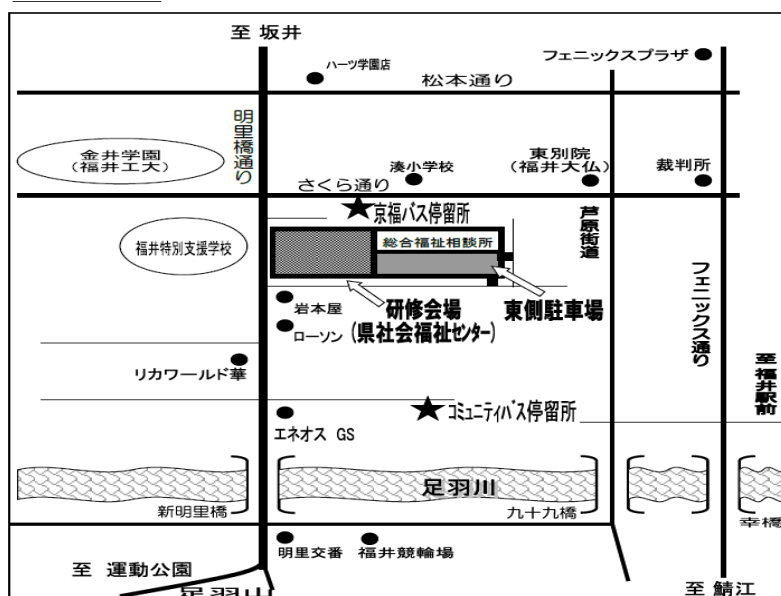 至 坂井
フェニックスプラザ
ハーツ学園店
松本通り
明里橋通り
金井学園
(福井工大)
湊小学校
東別院
(福井大仏)
裁判所
さくら通り
京福バス停留所
芦原街道
福井特別支援学校
総合福祉相談所
フェニックス通り
岩本屋
研修会場
(県社会福祉センター)
東側駐車場
ローソン
至福井駅前
リカワールド華
コミュニティバス停留所
エネオス GS
足羽川
新明里橋
九十九橋
幸橋
明里交番
福井競輪場
至 運動公園
足羽山
至 鯖江